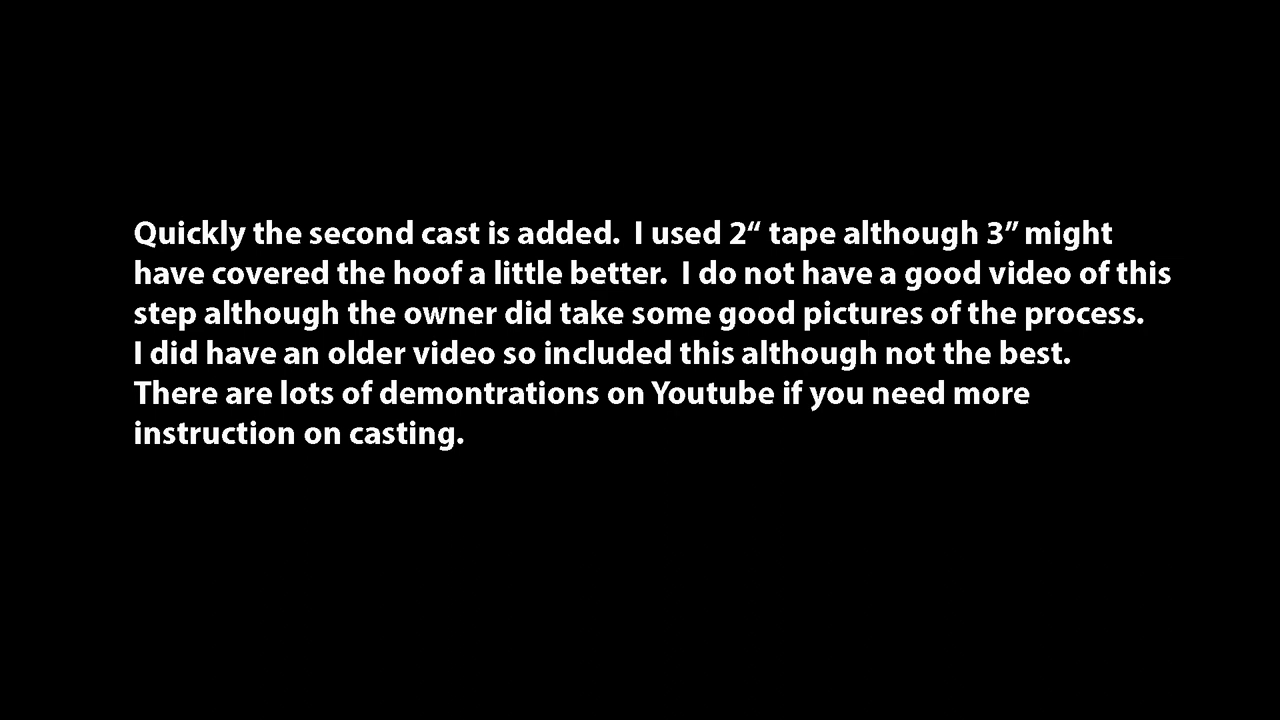 Quickly the second cast is added.  I used 2“ tape although 3” might
have covered the hoof a little better.  I do not have a good video of this
step although the owner did take some good pictures of the process.
I did have an older video so included this although not the best.
There are lots of demontrations on Youtube if you need more
instruction on casting.